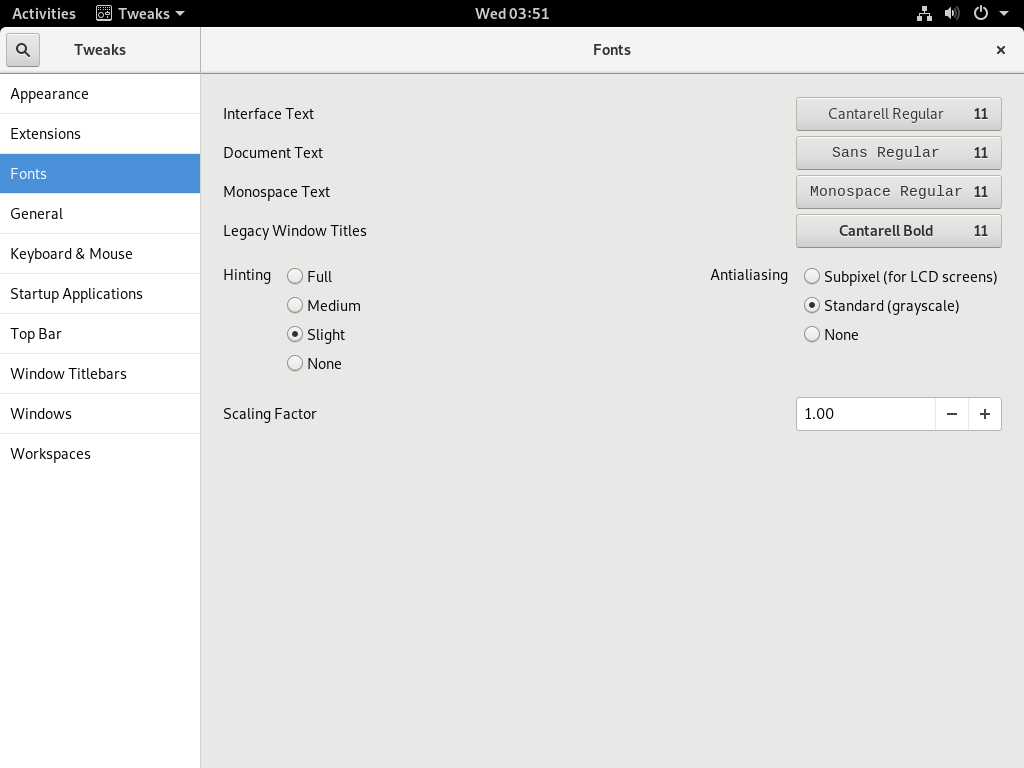 Activities Tweaks Wed 03:51
Tweaks Fonts
Appearance
Extensions
Fonts
General
Keyboard & Mouse
Startup Applications
Top Bar
Window Titlebars
Windows
Workspaces
Interface Text Cantarell Regular 11
Document Text Sans Regular 11
Monospace Text Monospace Regular 11
Legacy Window Titles Cantarell Bold 11
Hinting Full Antialiasing Subpixel (for LCD screens)
Medium Standard (grayscale)
Slight None
None
Scaling Factor 1.00